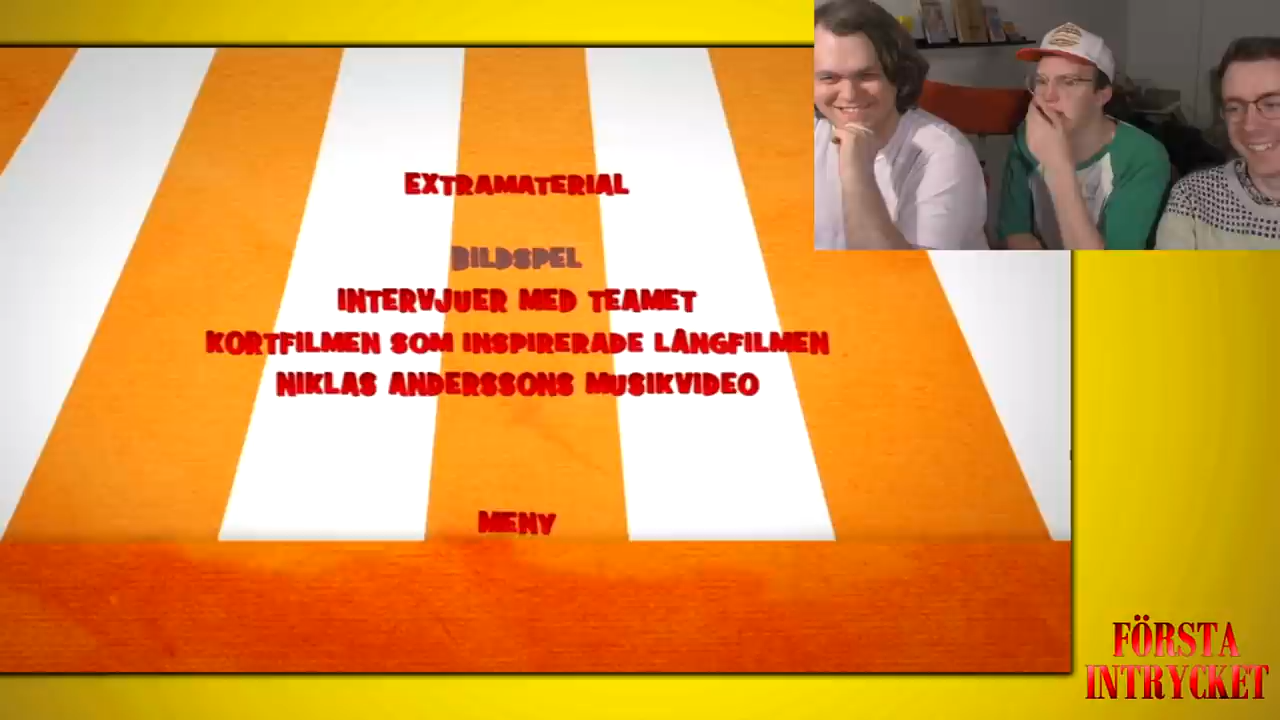 EXTRAMATERIAL
BILDSPEL
INTERVJUER MED TEAMET
KORTFILMEN SOM INSPIRERADE LÅNGFILMEN
NIKLAS ANDERSSONS MUSIKVIDEO
MENY
FÖRSTA
INTRYCKET